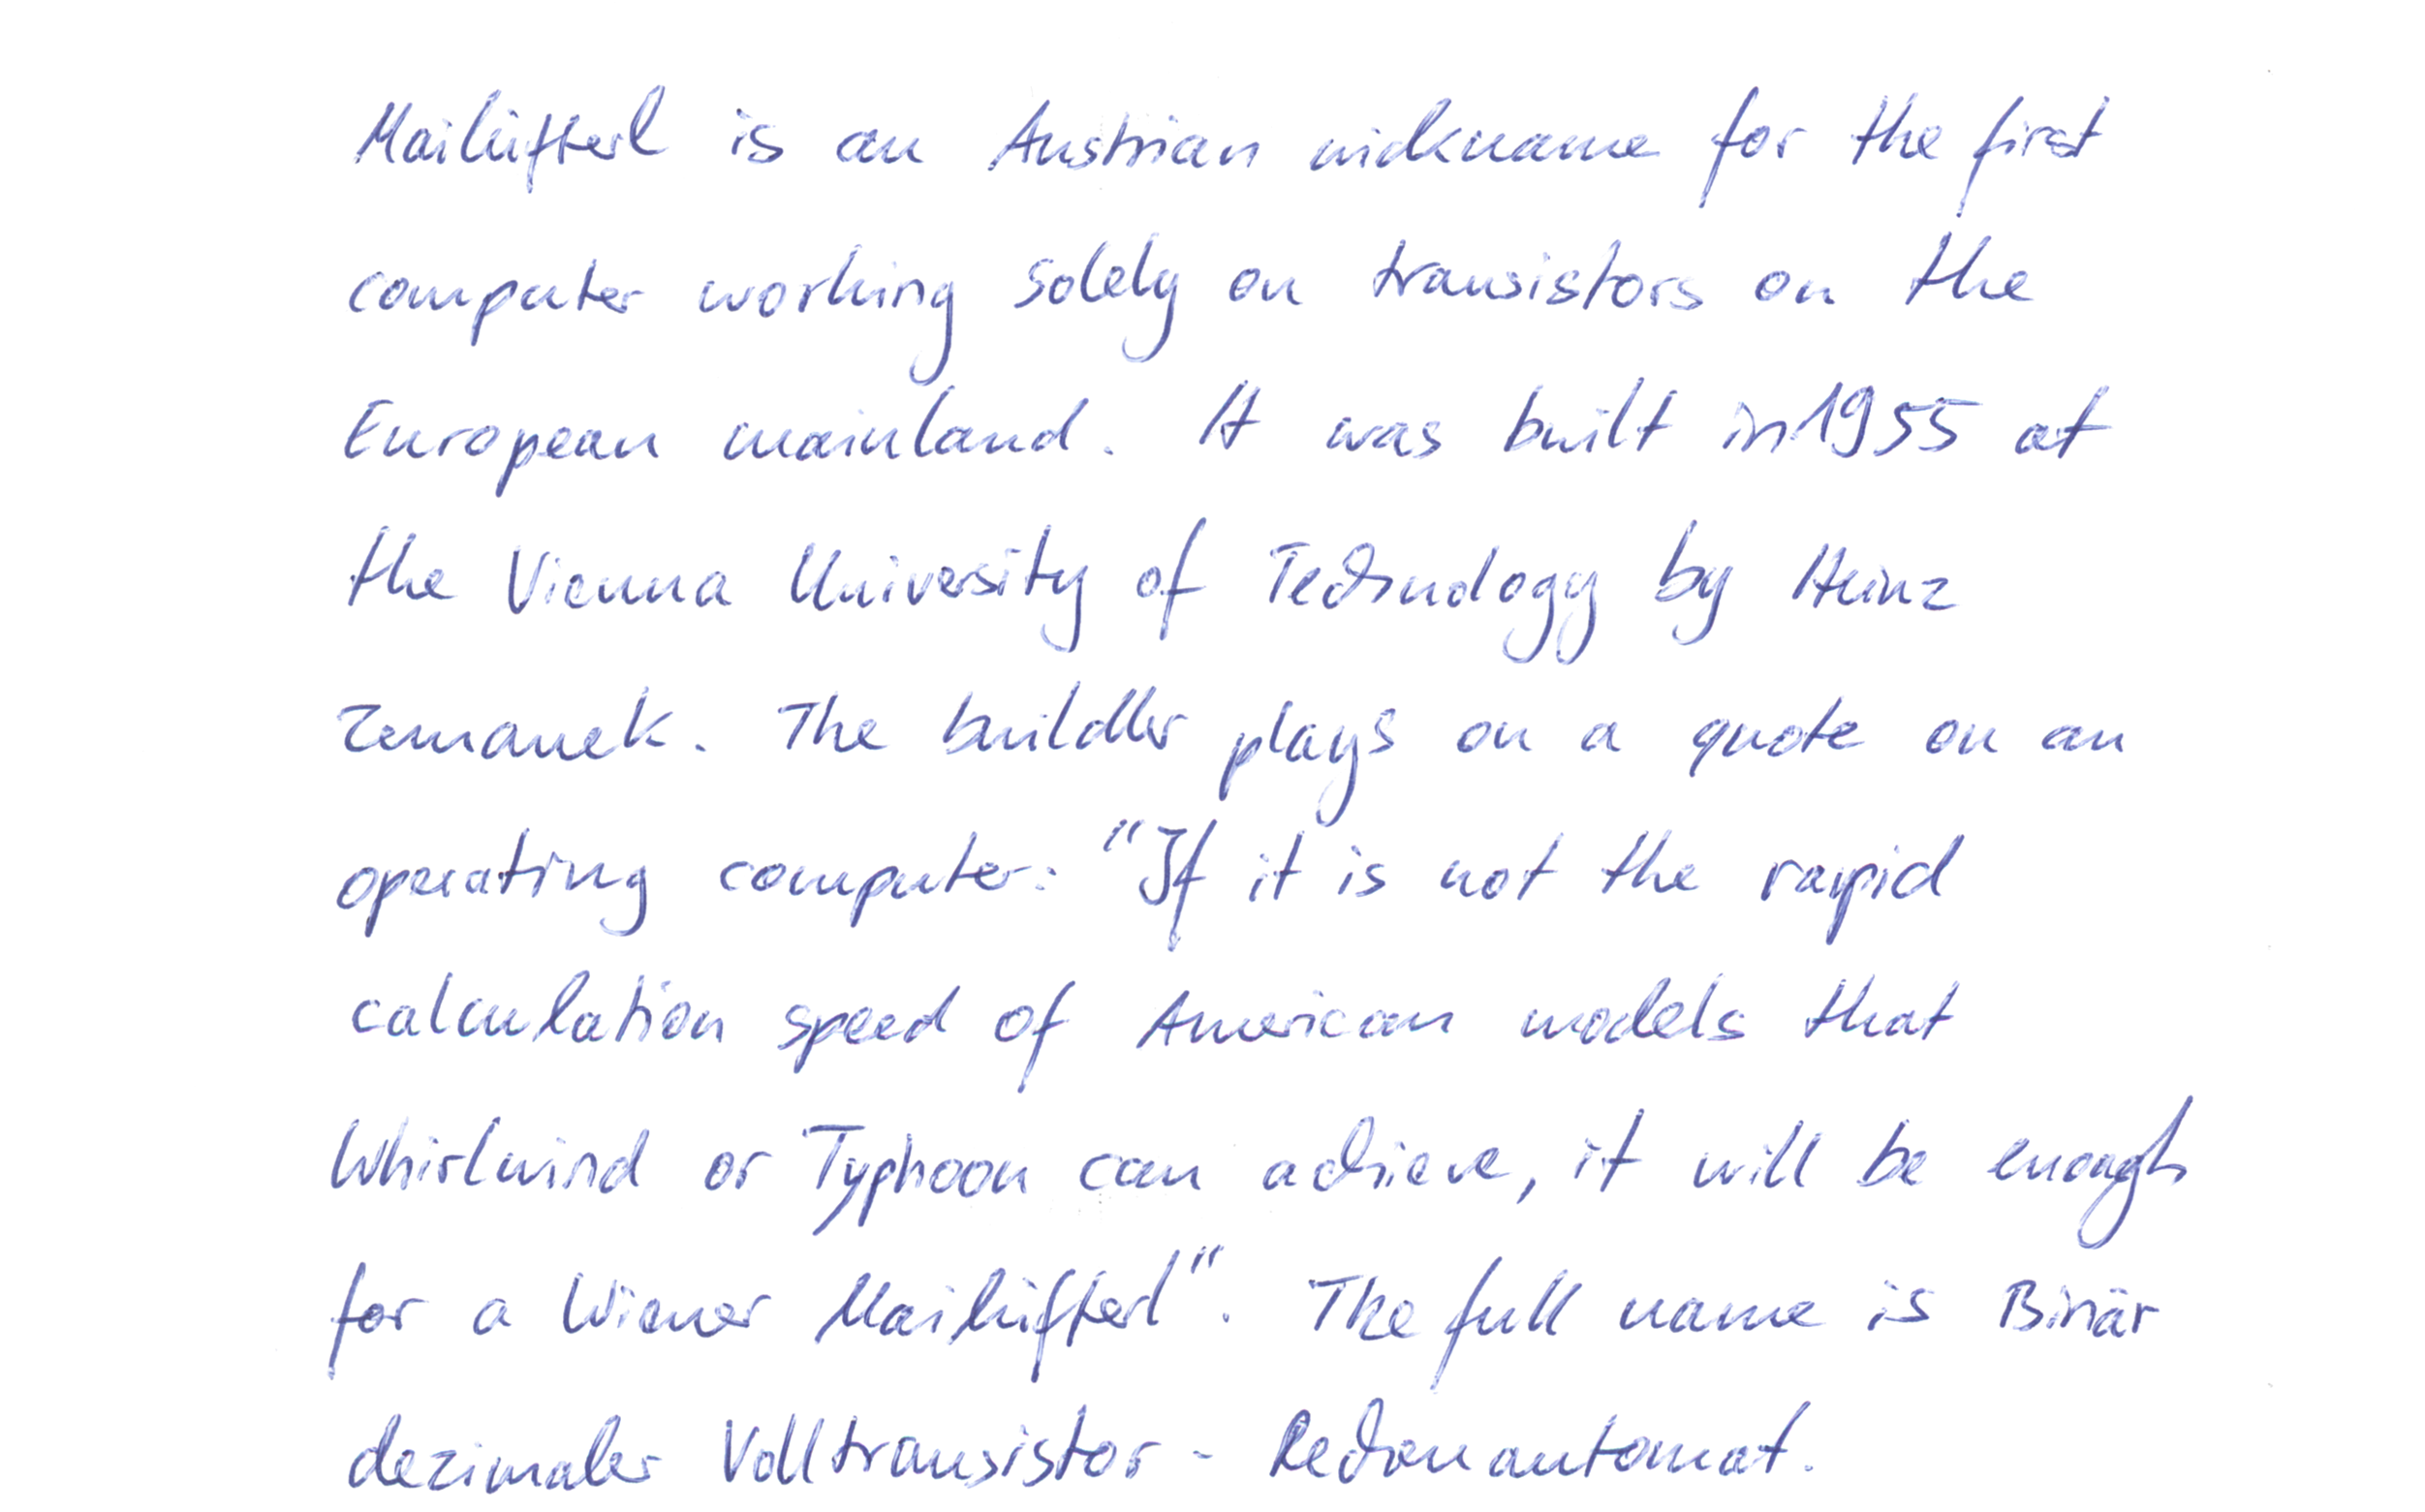 Mailüfterl is an Austrian nickname for the first
computer working solely on transistors on the
European mainland. It was built in 1955 at
the Vienna University of Technology by Heinz
Zemanek. The builder plays on a quote on an
operating computer: "If it is not the rapid
calculation speed of American models that
Whirlwind or Typhoon can achieve, it will be enough
for a Wiener Mailüfterl". The full name is Binär
dezimaler Volltransistor - Rechenautomat.